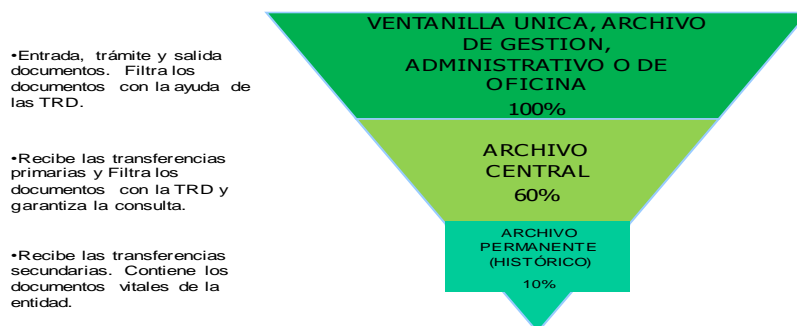 VENTANILLA UNICA, ARCHIVO
DE GESTION,
ADMINISTRATIVO O DE
OFICINA
100%
•Entrada, trámite y salida
documentos. Filtra los
documentos con la ayuda de
las TRD.
ARCHIVO
CENTRAL
60%
•Recibe las transferencias
primarias y Filtra los
documentos con la TRD y
garantiza la consulta.
ARCHIVO
PERMANENTE
(HISTÓRICO)
10%
•Recibe las transferencias
secundarias. Contiene los
documentos vitales de la
entidad.